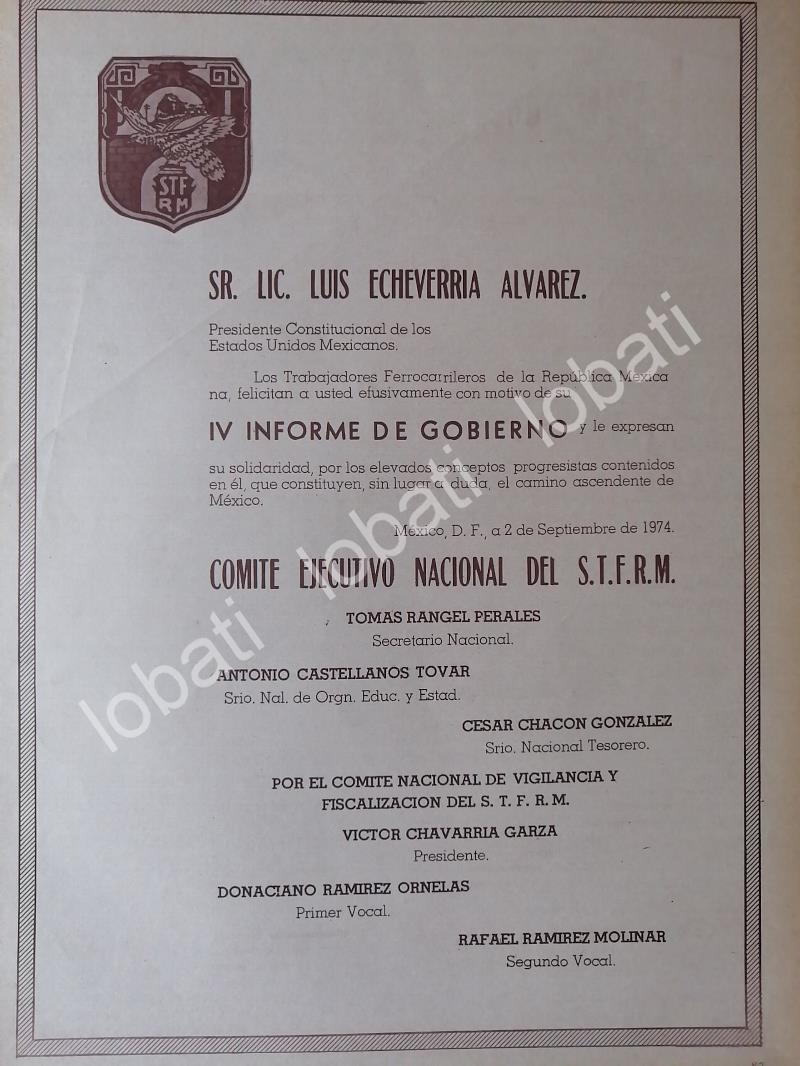 STF
RM
SR. LIC. LUIS ECHEVERRIA ALVAREZ.
Presidente Constitucional de los
Estados Unidos Mexicanos.
Los Trabajadores Ferrocarrileros de la República Mexica
na, felicitan a usted efusivamente con motivo de su
IV INFORME DE GOBIERNO y le expresan
su solidaridad, por los elevados conceptos progresistas contenidos
en él, que constituyen, sin lugar a duda, el camino ascendente de
México.
México, D. F., a 2 de Septiembre de 1974.
COMITE EJECUTIVO NACIONAL DEL S.T.F.R.M.
TOMAS RANGEL PERALES
Secretario Nacional.
ANTONIO CASTELLANOS TOVAR
Srio. Nal. de Orgn. Educ. y Estad.
CESAR CHACON GONZALEZ
Srio. Nacional Tesorero.
POR EL COMITE NACIONAL DE VIGILANCIA Y
FISCALIZACION DEL S. T. F. R. M.
VICTOR CHAVARRIA GARZA
Presidente.
DONACIANO RAMIREZ ORNELAS
Primer Vocal.
RAFAEL RAMIREZ MOLINAR
Segundo Vocal.
lobati
lobati
lobati